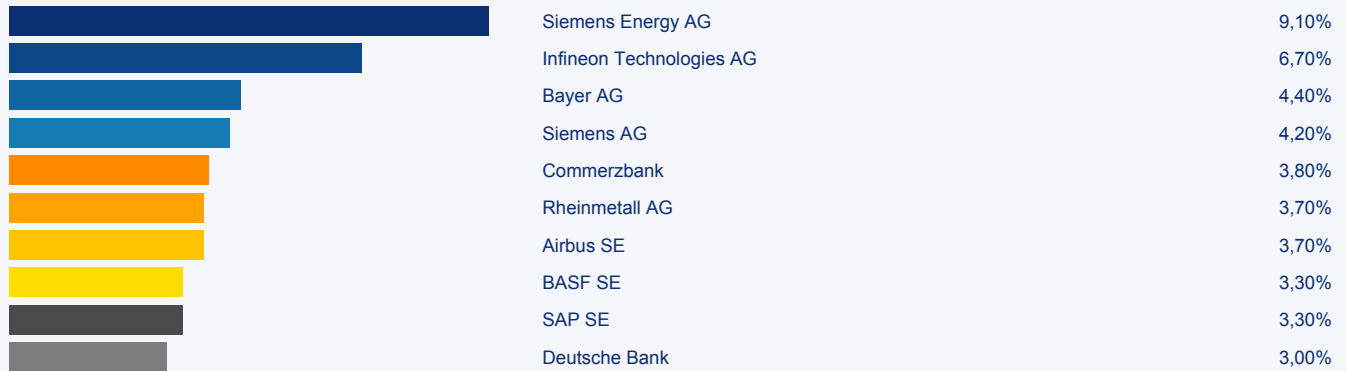 Siemens Energy AG 9,10%
Infineon Technologies AG 6,70%
Bayer AG 4,40%
Siemens AG 4,20%
Commerzbank 3,80%
Rheinmetall AG 3,70%
Airbus SE 3,70%
BASF SE 3,30%
SAP SE 3,30%
Deutsche Bank 3,00%